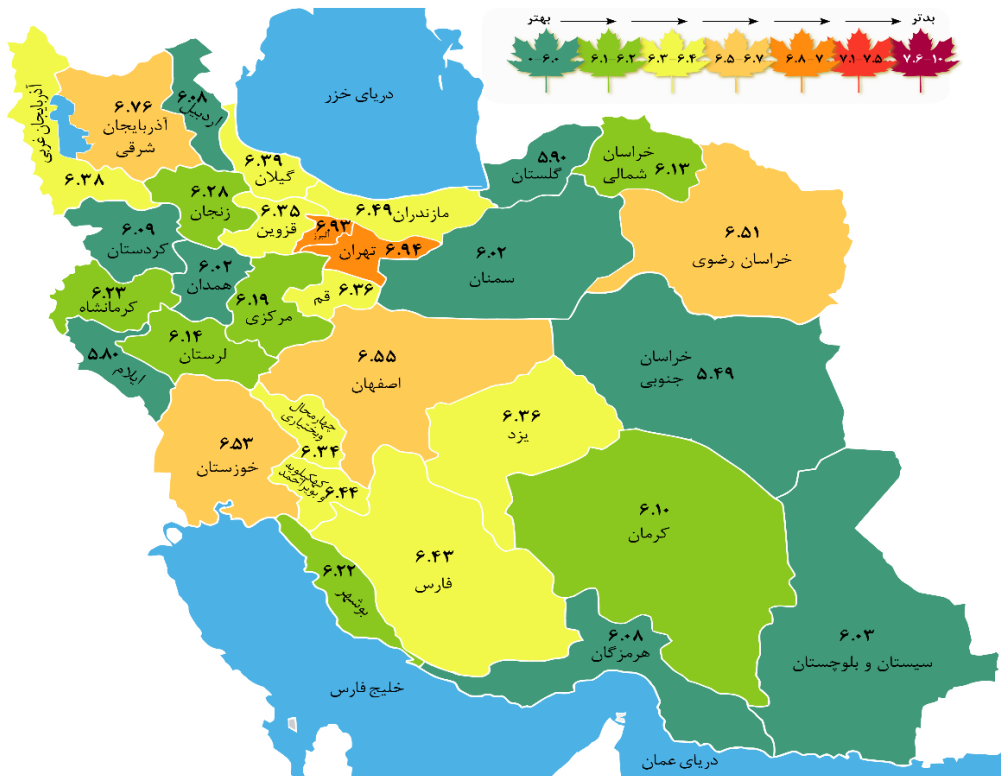 بهتر
بدتر
۰ - ۶.۰
۶.۱ - ۶.۲
۶.۳ - ۶.۴
۶.۵ - ۶.۷
۶.۸ - ۷
۷.۱ - ۷.۵
۷.۶ - ۱۰
دریای خزر
آذربایجان غربی
۶.۳۸
۶.۷۶
آذربایجان
شرقی
۶.۰۸
اردبیل
۶.۳۹
گیلان
۶.۲۸
زنجان
۶.۳۵
قزوین
۶.۹۳
البرز
تهران ۶.۹۴
۶.۴۹ مازندران
۵.۹۰
گلستان
خراسان
شمالی
۶.۱۳
۶.۵۱
خراسان رضوی
۶.۰۲
سمنان
۶.۰۹
کردستان
۶.۰۲
همدان
۶.۲۳
کرمانشاه
۶.۱۹
مرکزی
۶.۳۶
قم
۵.۸۰
ایلام
۶.۱۴
لرستان
۶.۵۵
اصفهان
خراسان
جنوبی
۵.۴۹
۶.۵۳
خوزستان
چهارمحال
وبختیاری
۶.۳۴
کهکیلویه
و بویراحمد
۶.۴۴
۶.۳۶
یزد
۶.۱۰
کرمان
۶.۴۳
فارس
۶.۲۲
بوشهر
۶.۰۸
هرمزگان
۶.۰۳
سیستان و بلوچستان
خلیج فارس
دریای عمان